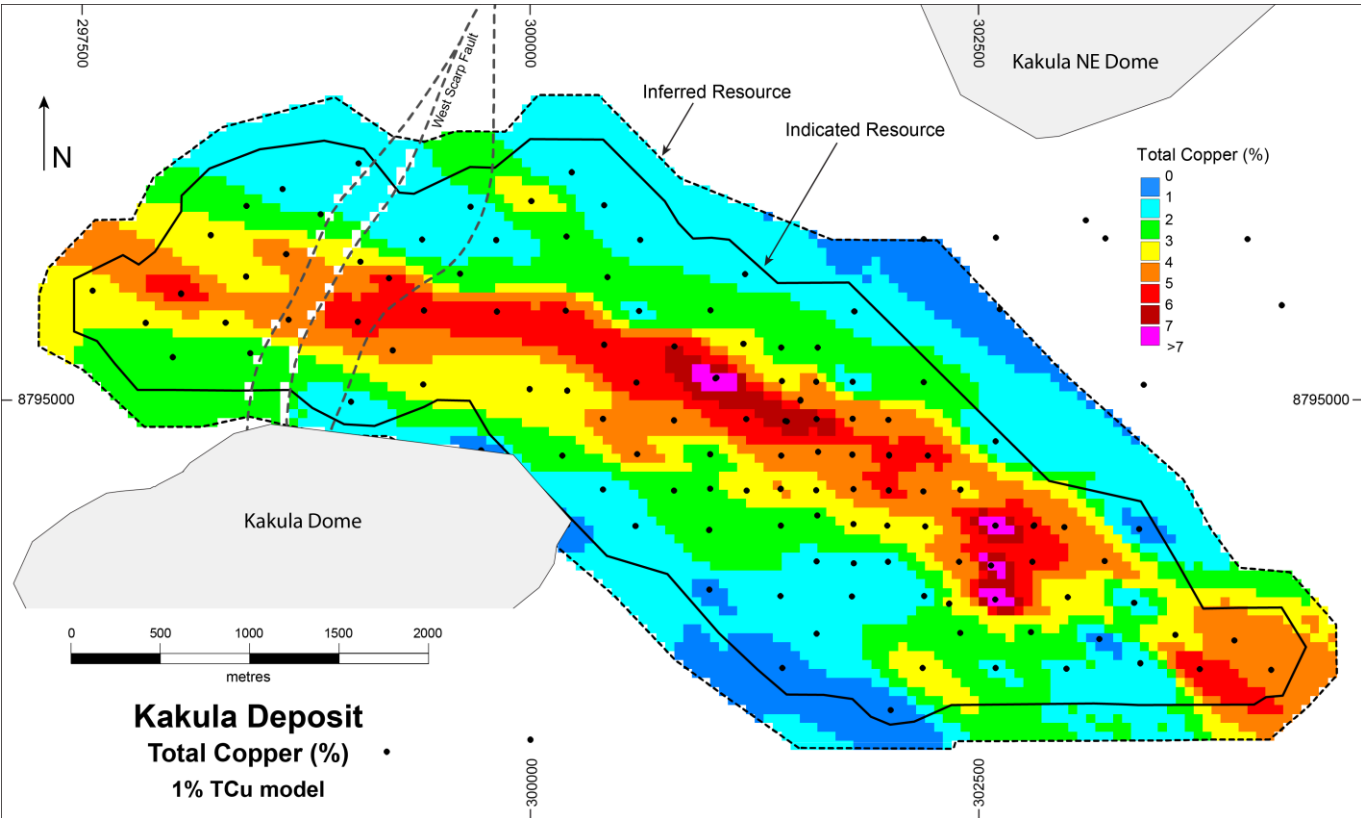 297500
300000
302500
Kakula NE Dome
West Scarp Fault
Inferred Resource
Indicated Resource
N
Total Copper (%)
0
1
2
3
4
5
6
7
>7
8795000
8795000
Kakula Dome
0 500 1000 1500 2000
metres
Kakula Deposit
Total Copper (%)
1% TCu model
300000
302500